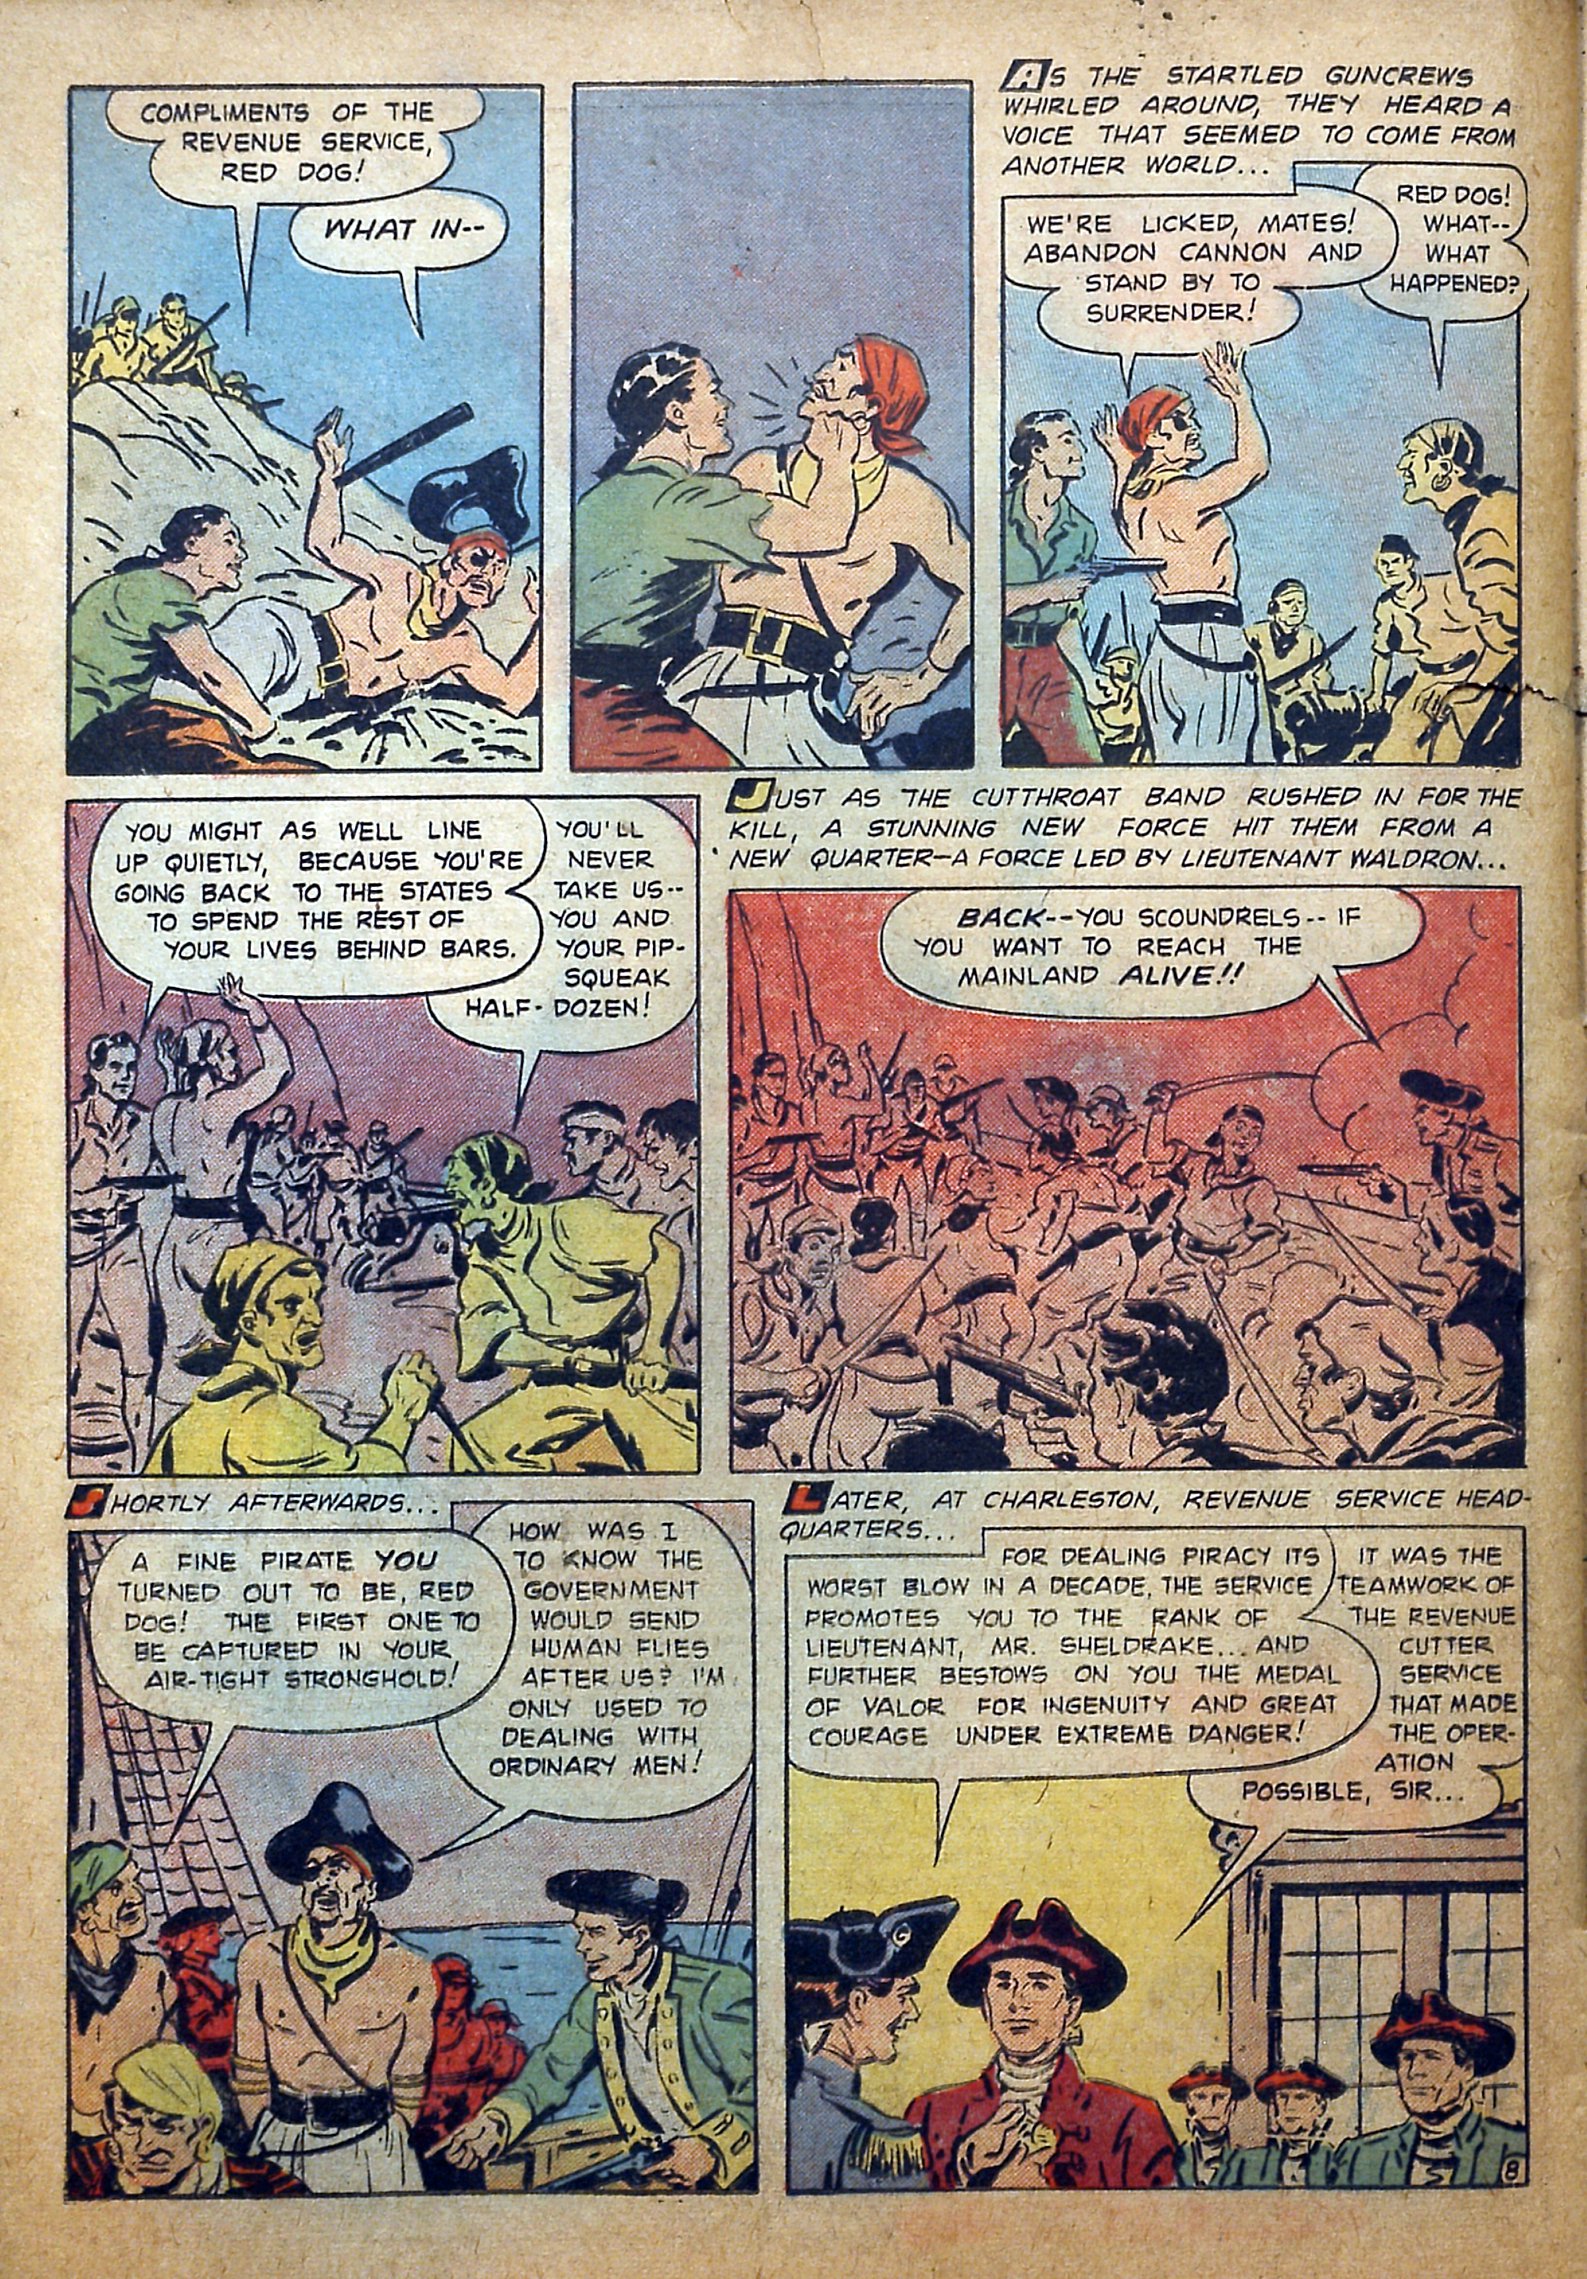 COMPLIMENTS OF THE
REVENUE SERVICE,
RED DOG!
WHAT IN--
AS THE STARTLED GUNCREWS
WHIRLED AROUND, THEY HEARD A
VOICE THAT SEEMED TO COME FROM
ANOTHER WORLD...
WE'RE LICKED, MATES!
ABANDON CANNON AND
STAND BY TO
SURRENDER!
RED DOG!
WHAT--
WHAT
HAPPENED?
YOU MIGHT AS WELL LINE
UP QUIETLY, BECAUSE YOU'RE
GOING BACK TO THE STATES
TO SPEND THE REST OF
YOUR LIVES BEHIND BARS.
YOU'LL
NEVER
TAKE US--
YOU AND
YOUR PIP-
SQUEAK
HALF-DOZEN!
JUST AS THE CUTTHROAT BAND RUSHED IN FOR THE
KILL, A STUNNING NEW FORCE HIT THEM FROM A
NEW QUARTER—A FORCE LED BY LIEUTENANT WALDRON...
BACK--YOU SCOUNDRELS--IF
YOU WANT TO REACH THE
MAINLAND ALIVE!!
SHORTLY AFTERWARDS...
A FINE PIRATE YOU
TURNED OUT TO BE, RED
DOG! THE FIRST ONE TO
BE CAPTURED IN YOUR
AIR-TIGHT STRONGHOLD!
HOW WAS I
TO KNOW THE
GOVERNMENT
WOULD SEND
HUMAN FLIES
AFTER US? I'M
ONLY USED TO
DEALING WITH
ORDINARY MEN!
LATER, AT CHARLESTON, REVENUE SERVICE HEAD-
QUARTERS...
FOR DEALING PIRACY ITS
WORST BLOW IN A DECADE, THE SERVICE
PROMOTES YOU TO THE RANK OF
LIEUTENANT, MR. SHELDRAKE... AND
FURTHER BESTOWS ON YOU THE MEDAL
OF VALOR FOR INGENUITY AND GREAT
COURAGE UNDER EXTREME DANGER!
IT WAS THE
TEAMWORK OF
THE REVENUE
CUTTER
SERVICE
THAT MADE
THE OPER-
ATION
POSSIBLE, SIR...
8